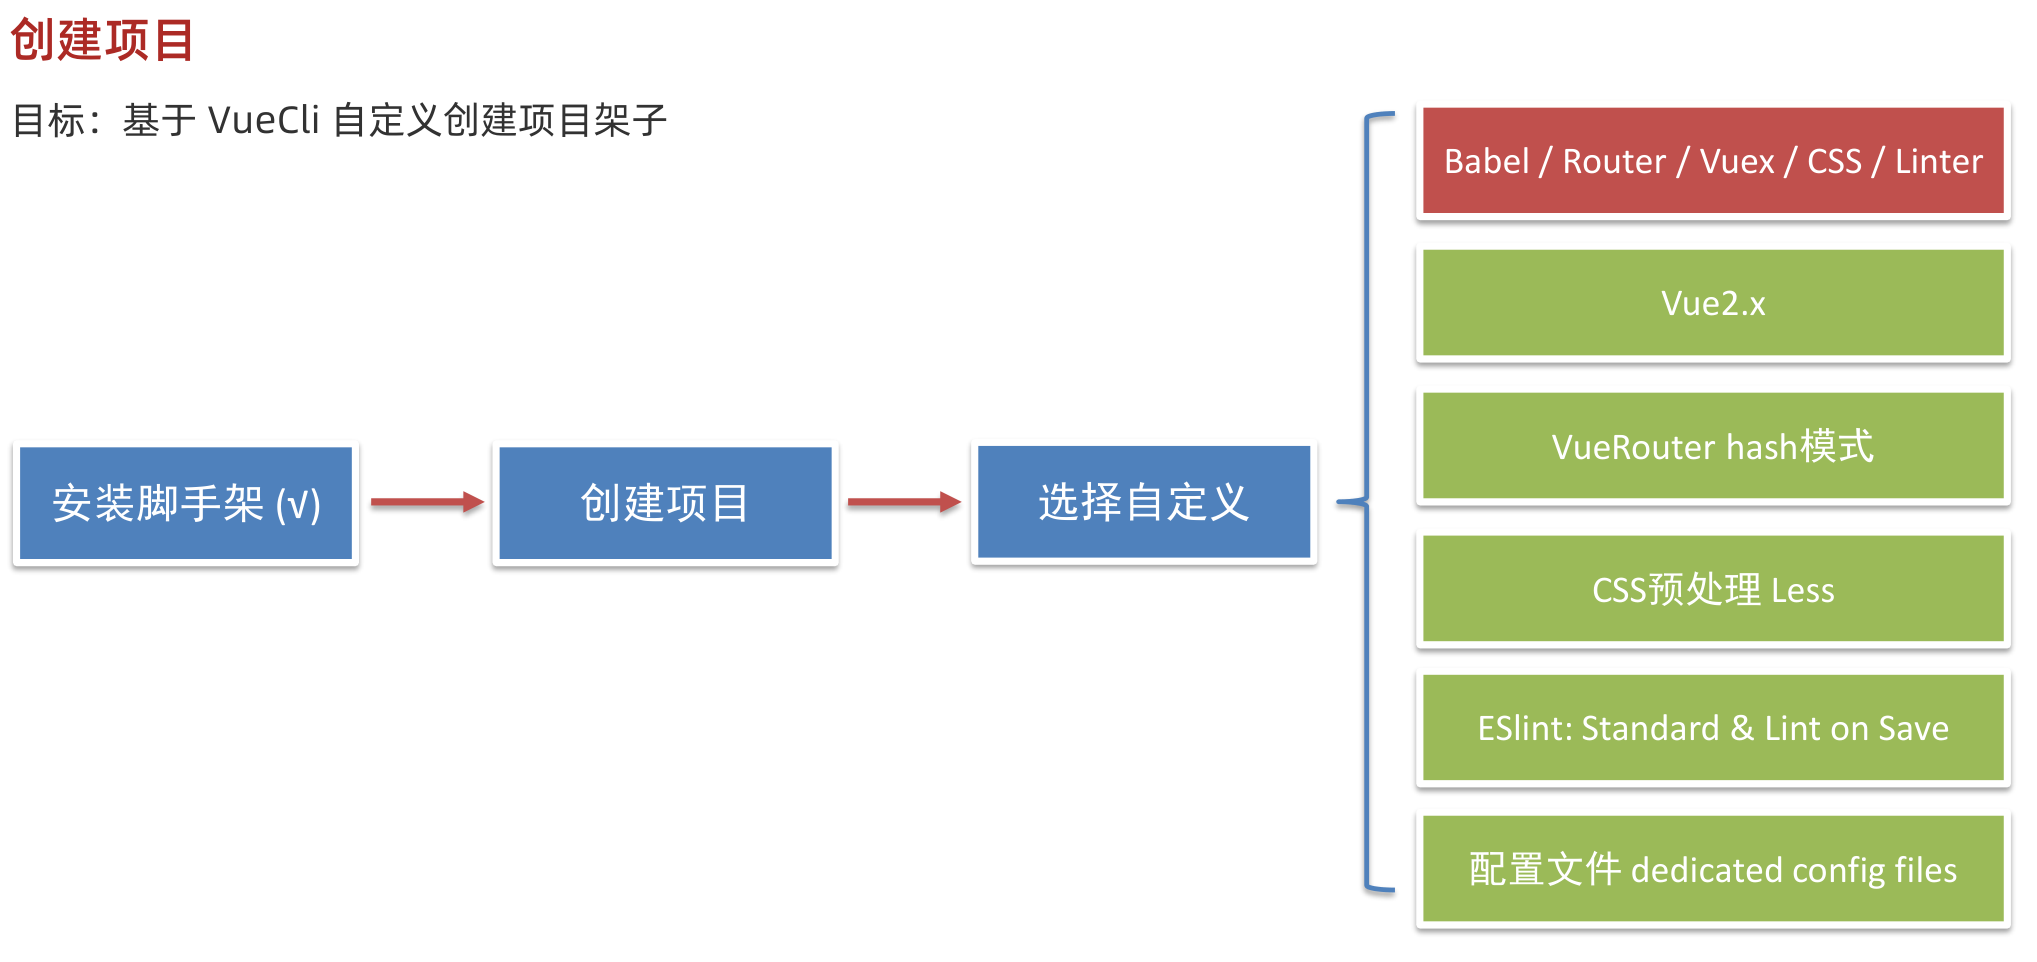 创建项目
目标：基于 VueCli 自定义创建项目架子
安装脚手架 (√)
创建项目
选择自定义
Babel / Router / Vuex / CSS / Linter
Vue2.x
VueRouter hash模式
CSS预处理 Less
ESlint: Standard & Lint on Save
配置文件 dedicated config files